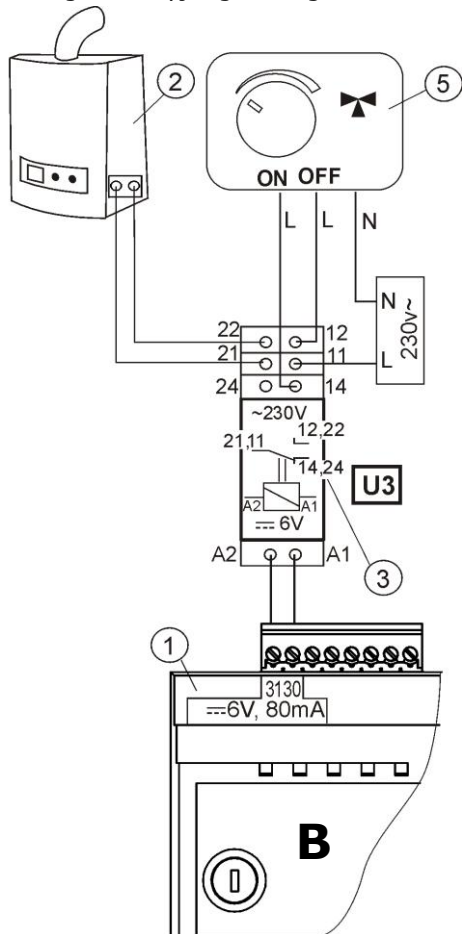 2
5
ON OFF
L L N
N
L
230v~
22 12
21 11
24 14
~230V
12,22
21,11
14,24
U3
A2 A1
⎓ 6V
A2 A1
3
1
3130
⎓6V, 80mA
B